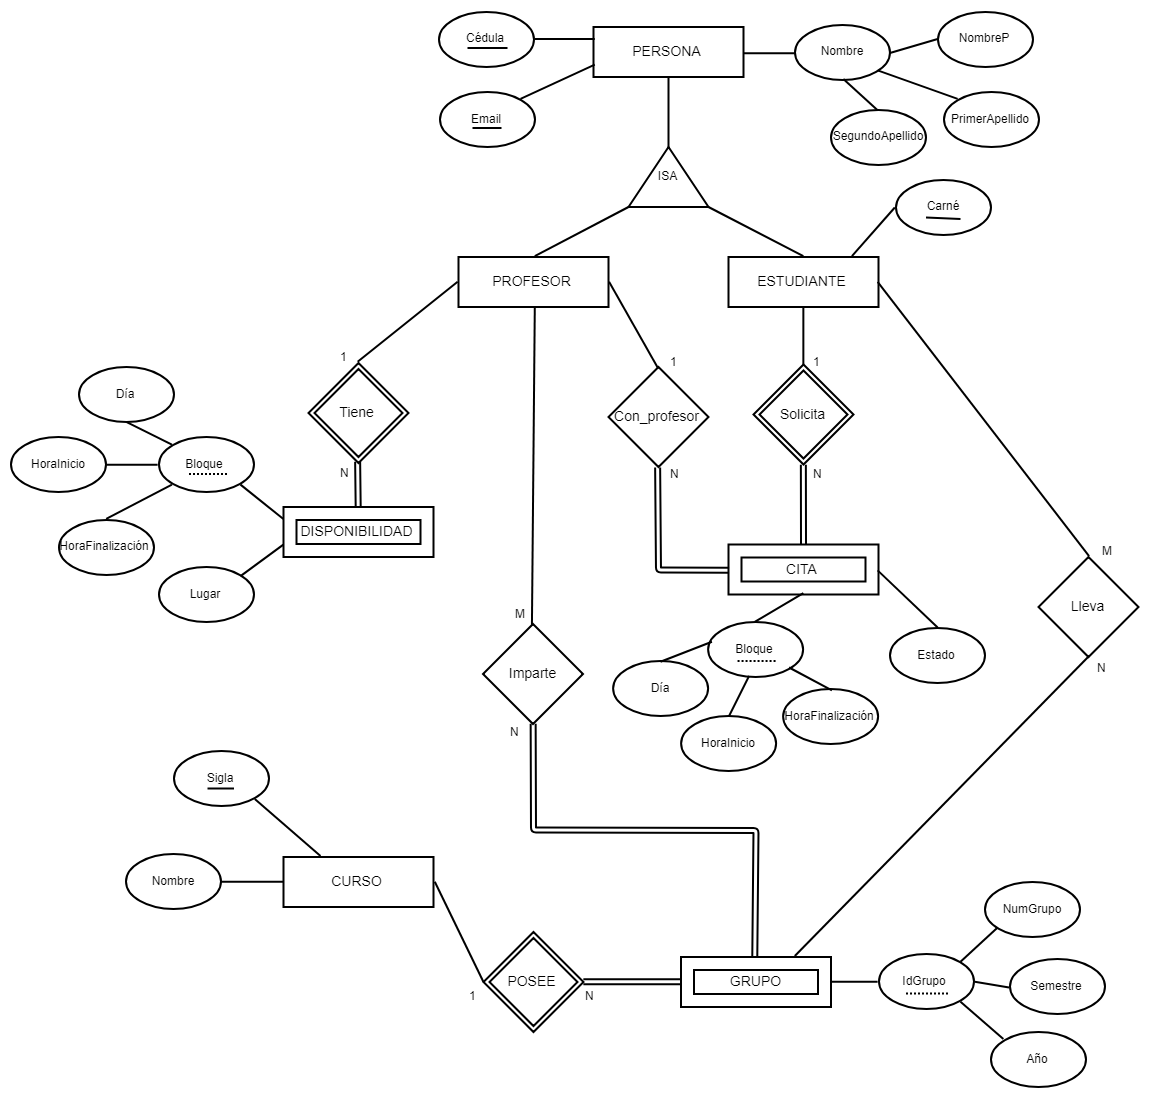 Cédula
PERSONA
Nombre
NombreP
Email
PrimerApellido
SegundoApellido
ISA
Carné
PROFESOR
ESTUDIANTE
1
1
1
Día
Tiene
Con_profesor
Solicita
HoraInicio
Bloque
N
N
N
HoraFinalización
DISPONIBILIDAD
M
CITA
Lugar
M
Lleva
Bloque
Estado
N
Imparte
Día
HoraFinalización
N
HoraInicio
Sigla
Nombre
CURSO
NumGrupo
POSEE
GRUPO
IdGrupo
Semestre
1
N
Año